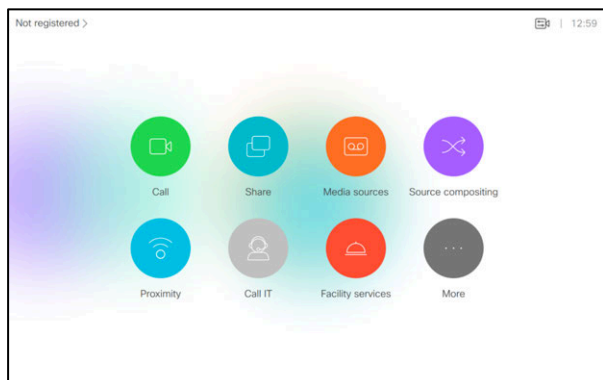 Not registered >
| 12:59
Call
Share
Media sources
Source compositing
Proximity
Call IT
Facility services
More